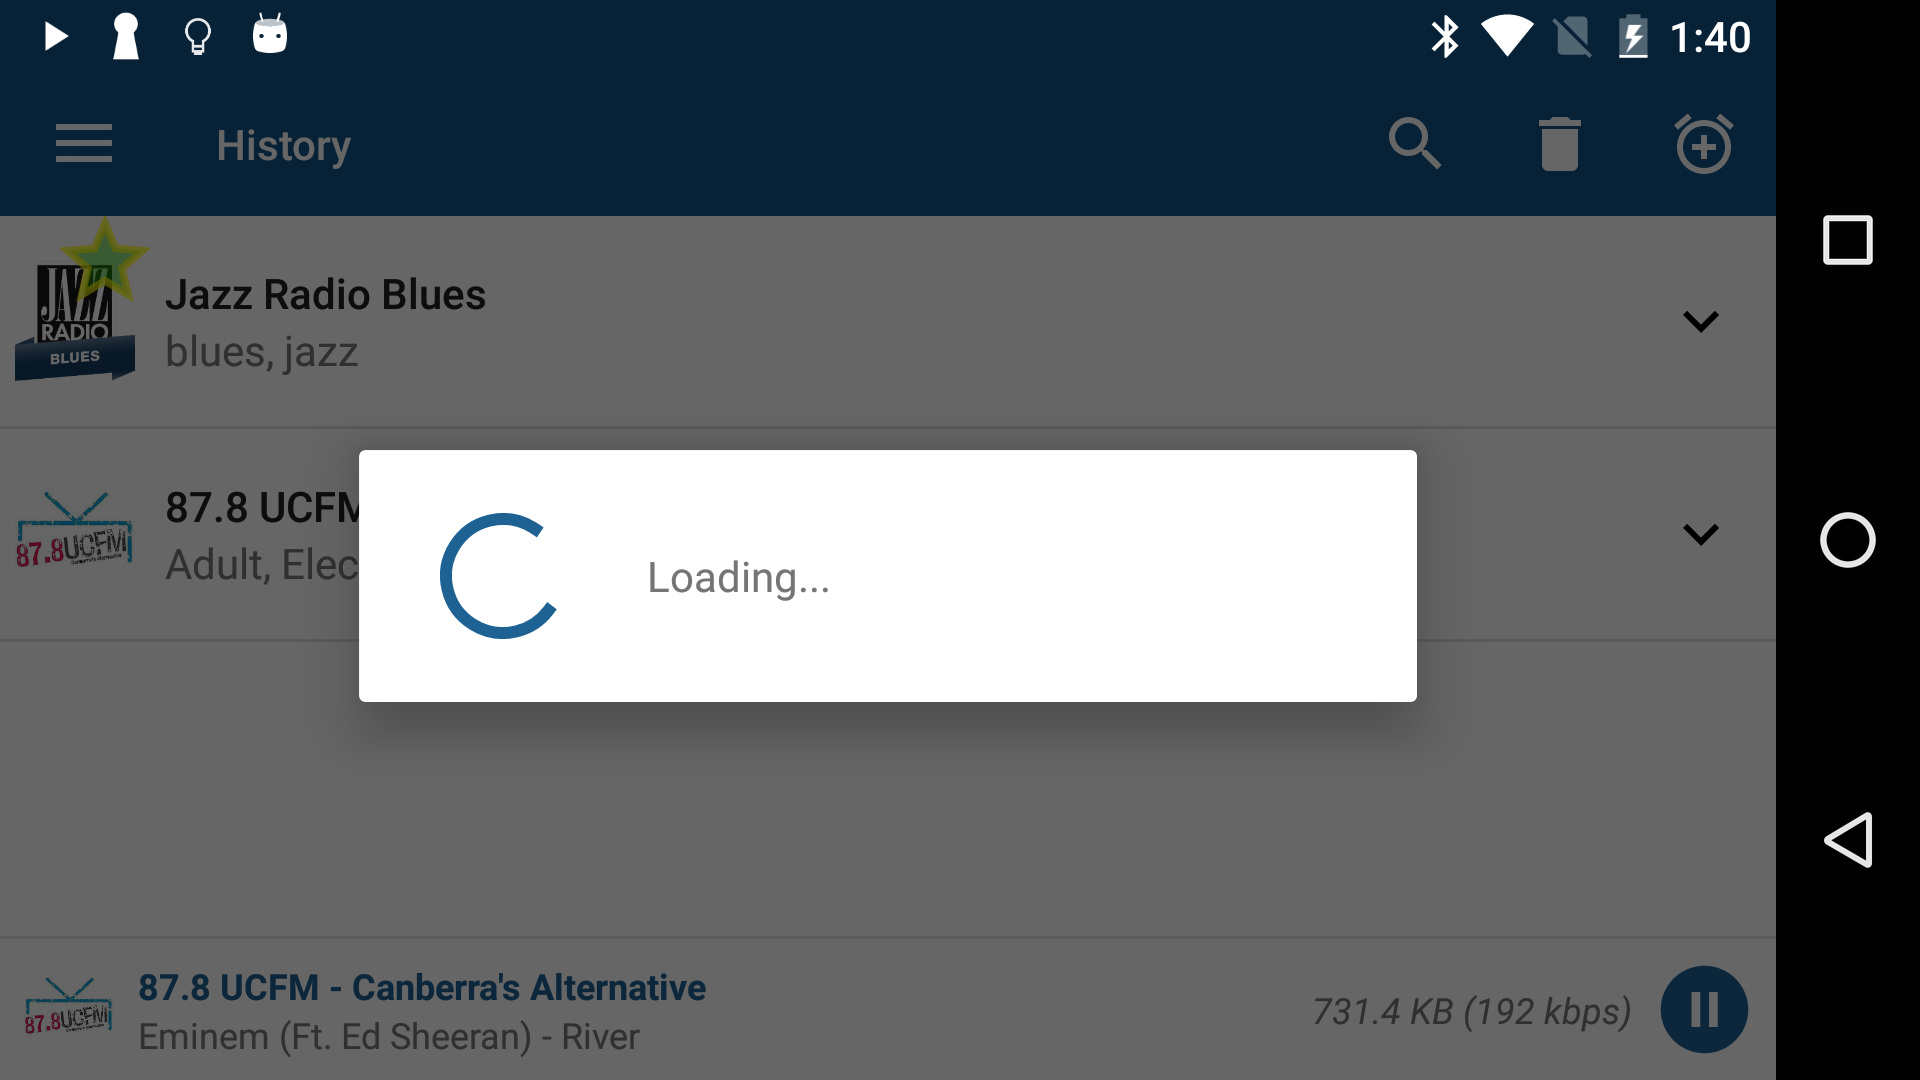 1:40
History
JAZZ
RADIO
BLUES
Jazz Radio Blues
blues, jazz
87.8UCFM
87.8 UCFM
Adult, Elec
Loading...
87.8UCFM
87.8 UCFM - Canberra's Alternative
Eminem (Ft. Ed Sheeran) - River
731.4 KB (192 kbps)